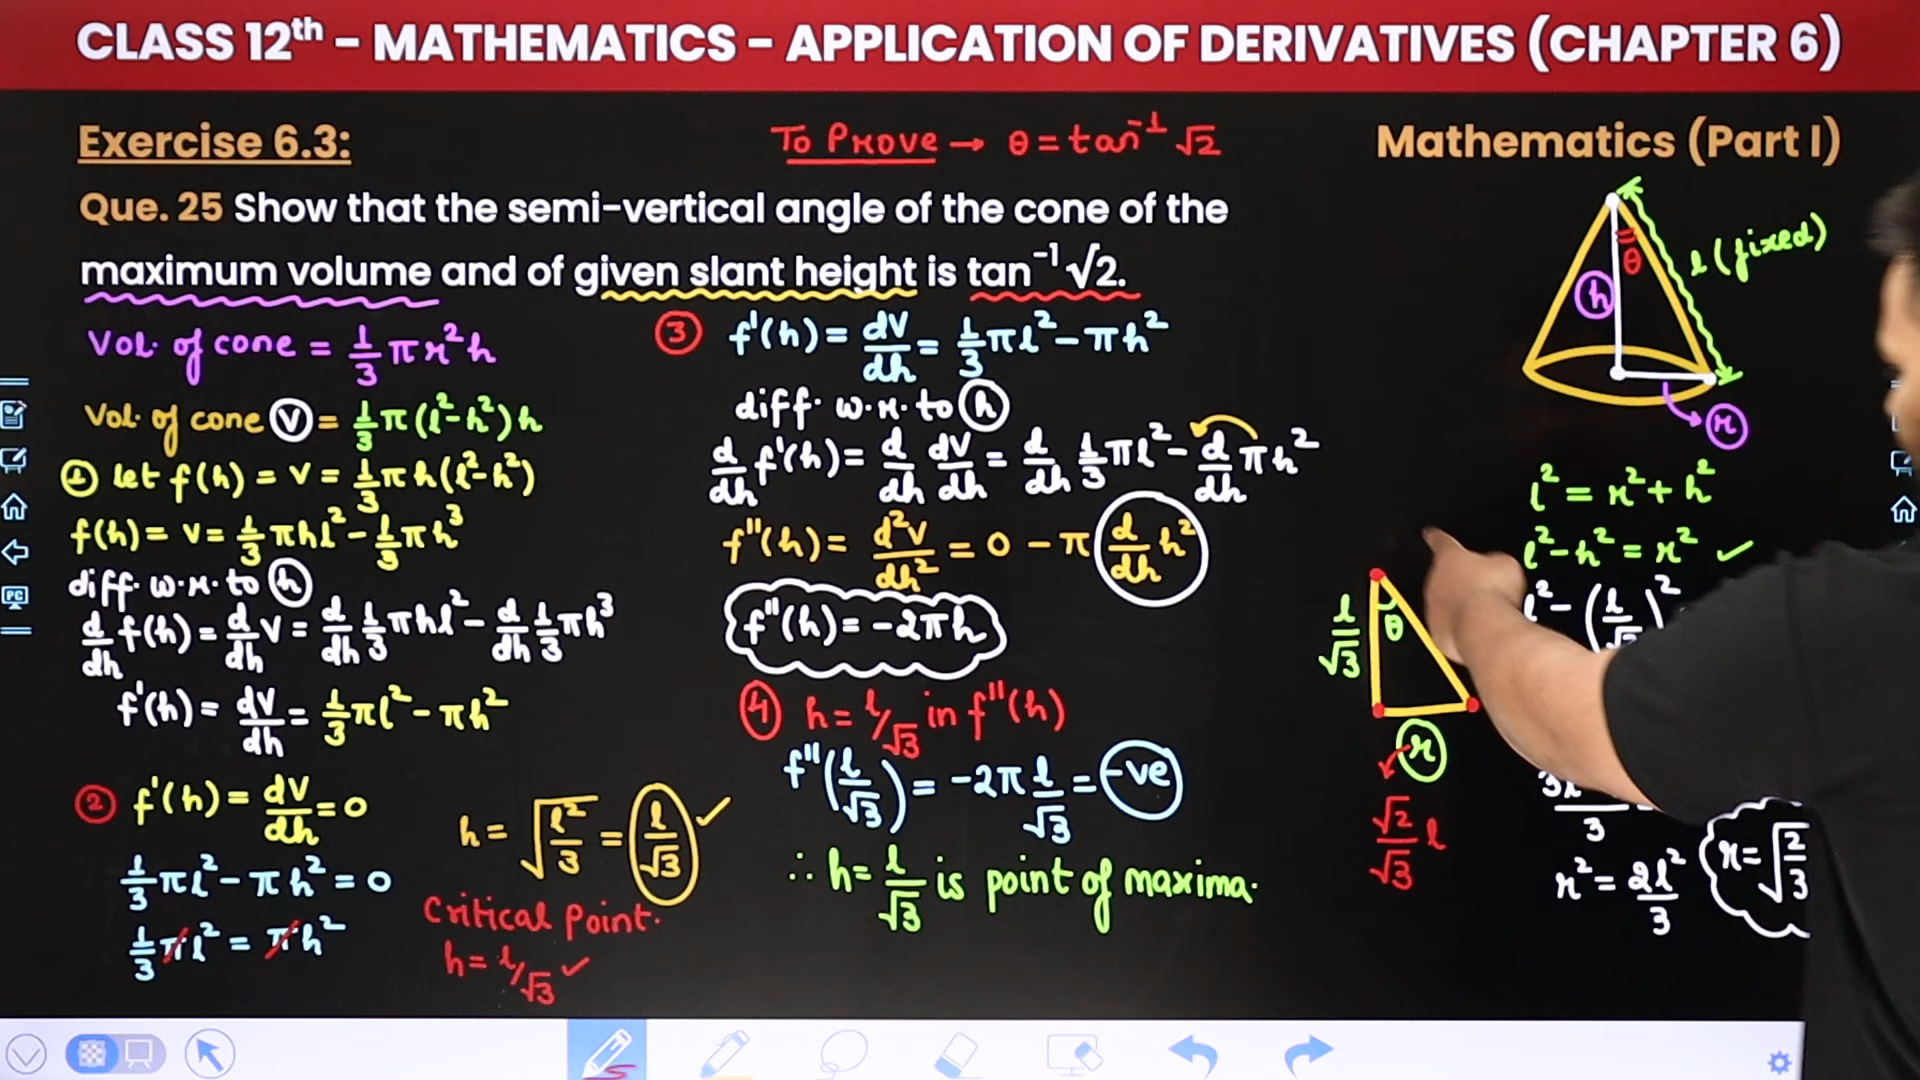 CLASS 12th - MATHEMATICS - APPLICATION OF DERIVATIVES (CHAPTER 6)
Exercise 6.3:
To Prove → θ = tan⁻¹ √2
Mathematics (Part I)
Que. 25 Show that the semi-vertical angle of the cone of the
maximum volume and of given slant height is tan⁻¹ √2.
Vol. of cone = 1/3 πr²h
Vol. of cone (V) = 1/3 π(l²-h²)h
① let f(h) = V = 1/3 πh(l²-h²)
f(h) = V = 1/3 πhl² - 1/3 πh³
diff. w.r. to (h)
d/dh f(h) = d/dh V = d/dh 1/3 πhl² - d/dh 1/3 πh³
f'(h) = dV/dh = 1/3 πl² - πh²
② f'(h) = dV/dh = 0
1/3 πl² - πh² = 0
1/3 πl² = πh²
h = √(l²/3) = l/√3 ✓
Critical Point.
h = l/√3 ✓
③ f'(h) = dV/dh = 1/3 πl² - πh²
diff. w.r. to (h)
d/dh f'(h) = d/dh dV/dh = d/dh 1/3 πl² - d/dh πh²
f''(h) = d²V/dh² = 0 - π d/dh h²
f''(h) = -2πh
④ h = l/√3 in f''(h)
f''(l/√3) = -2π l/√3 = -ve
∴ h = l/√3 is point of maxima.
θ
h
l (fixed)
r
l² = r² + h²
l² - h² = r² ✓
l² - (l/√3)²
l/√3
θ
r
√2/√3 l
3
r² = 2l²/3
r = √2/3
PC